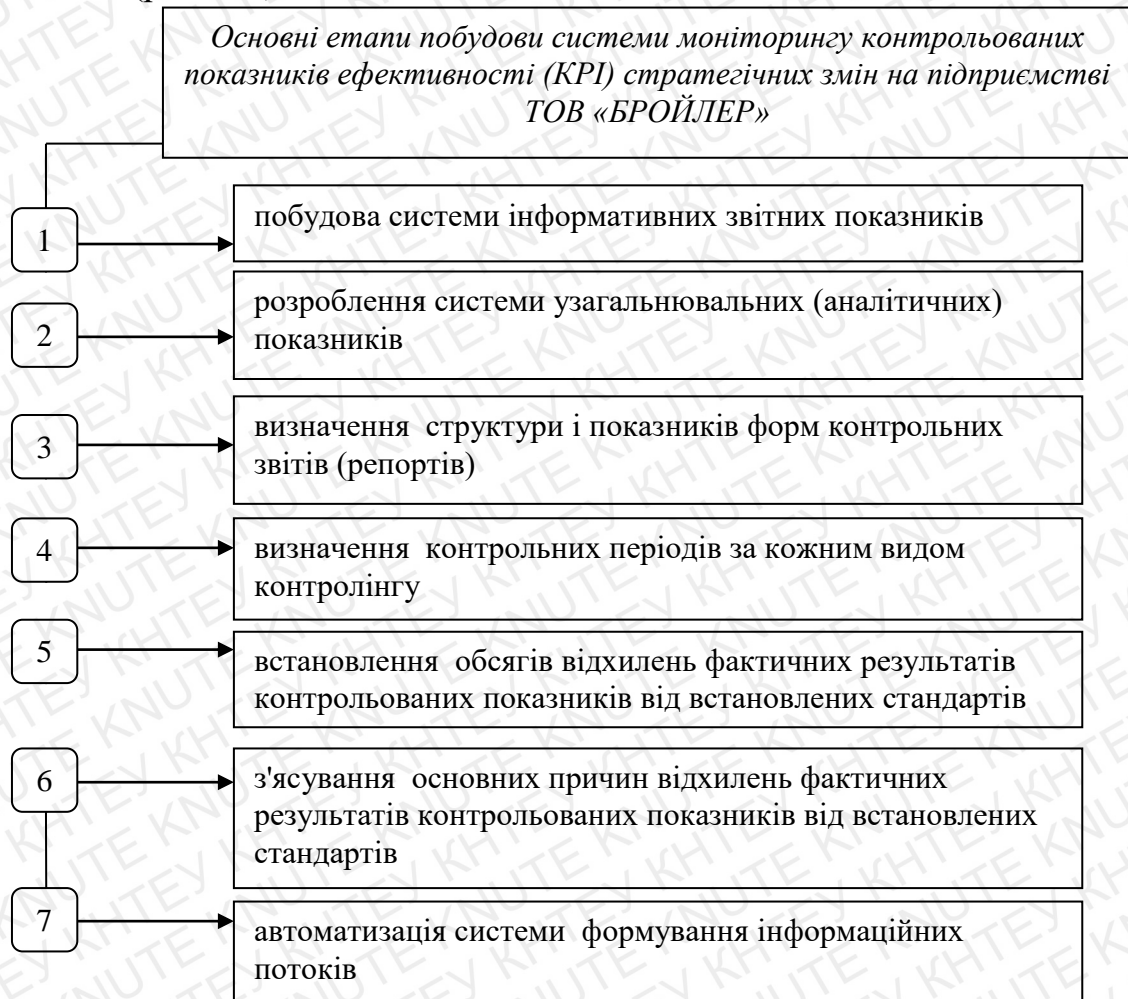 Основні етапи побудови системи моніторингу контрольованих
показників ефективності (КРІ) стратегічних змін на підприємстві
ТОВ «БРОЙЛЕР»
1
побудова системи інформативних звітних показників
2
розроблення системи узагальнювальних (аналітичних)
показників
3
визначення структури і показників форм контрольних
звітів (репортів)
4
визначення контрольних періодів за кожним видом
контролінгу
5
встановлення обсягів відхилень фактичних результатів
контрольованих показників від встановлених стандартів
6
з'ясування основних причин відхилень фактичних
результатів контрольованих показників від встановлених
стандартів
7
автоматизація системи формування інформаційних
потоків